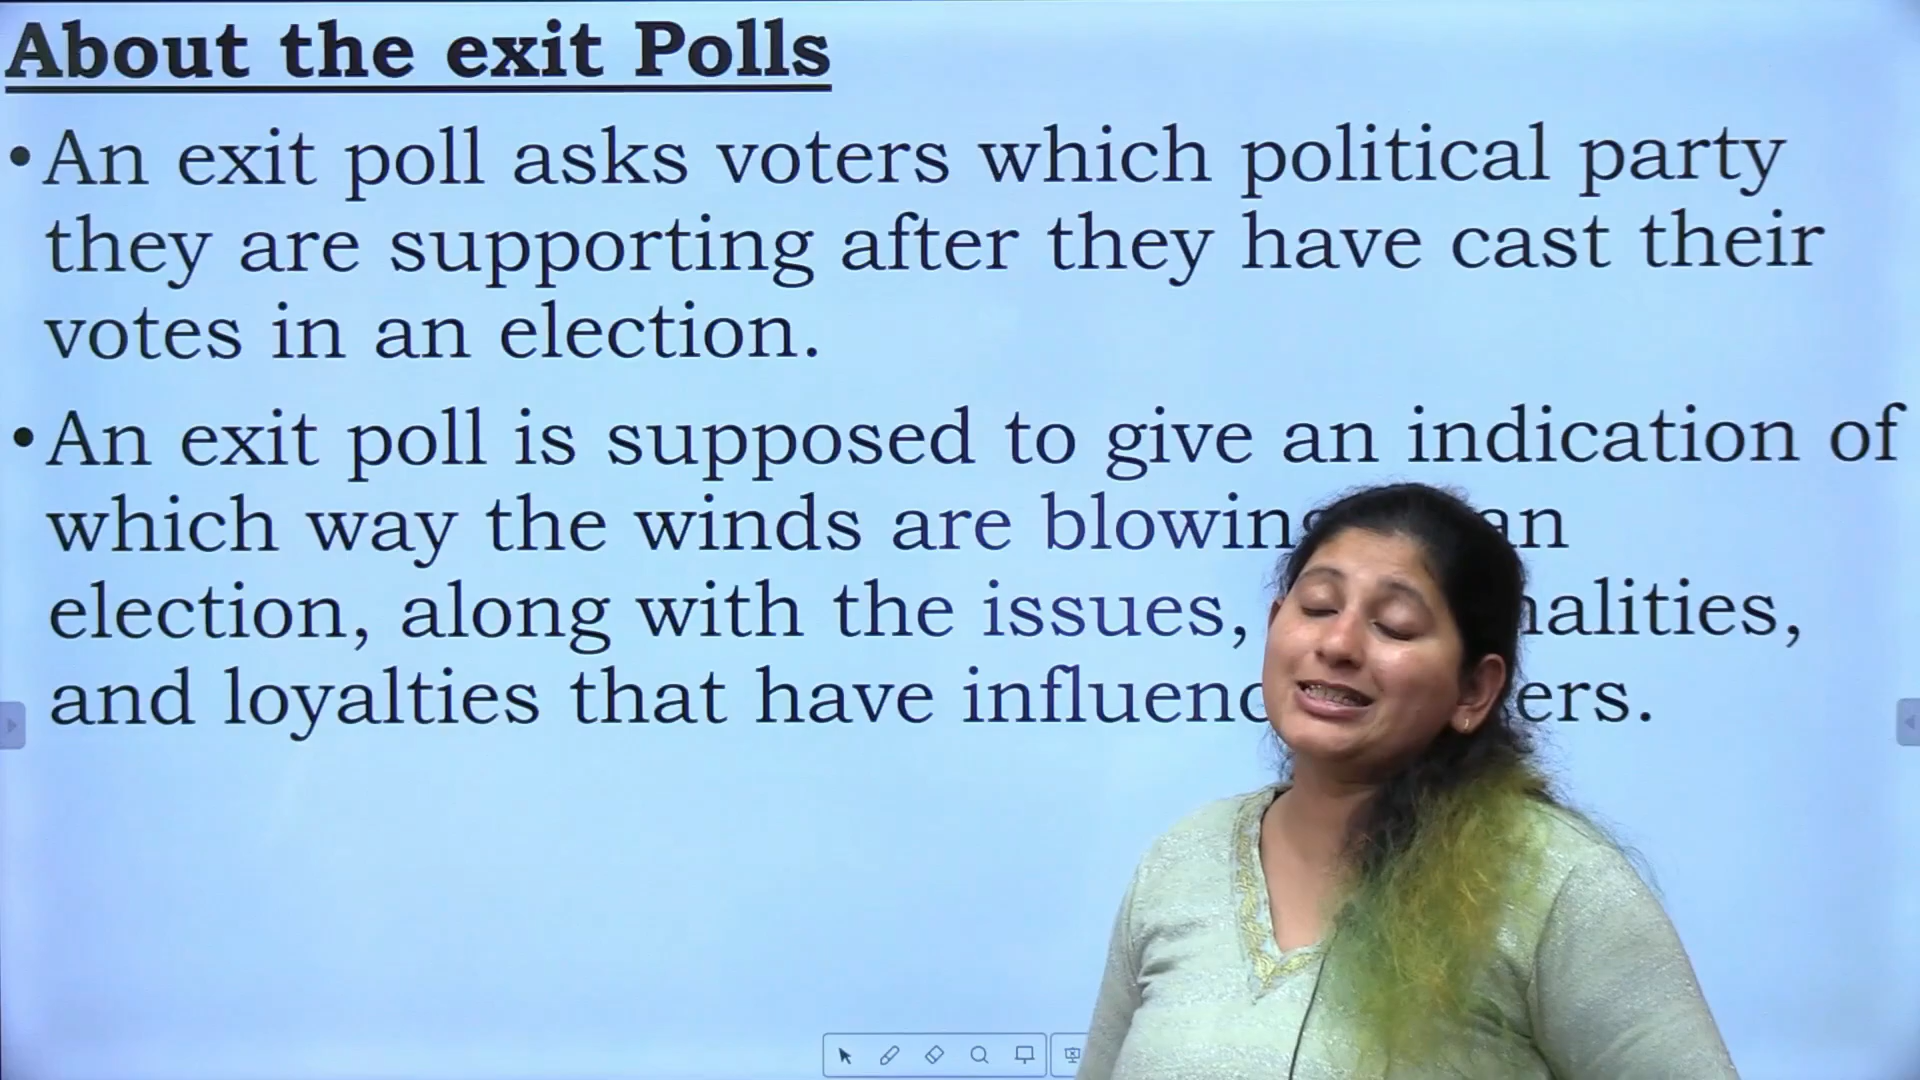 About the exit Polls
•An exit poll asks voters which political party
they are supporting after they have cast their
votes in an election.
•An exit poll is supposed to give an indication of
which way the winds are blowing an
election, along with the issues,
and loyalties that have